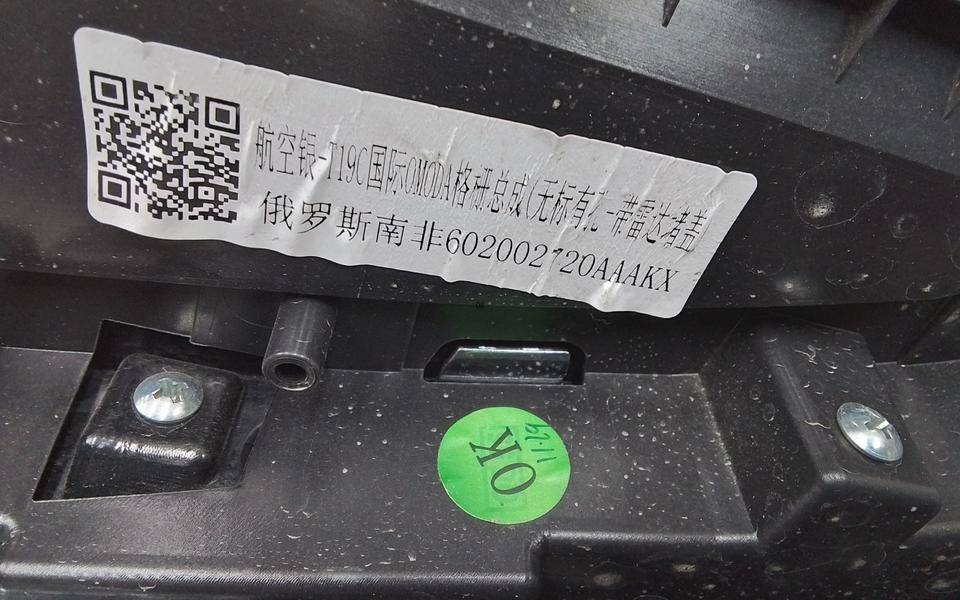 航空银-T19C国际OMODA格栅总成(无标有孔-带雷达堵盖
俄罗斯南非602002720AAAKX
OK
11.29